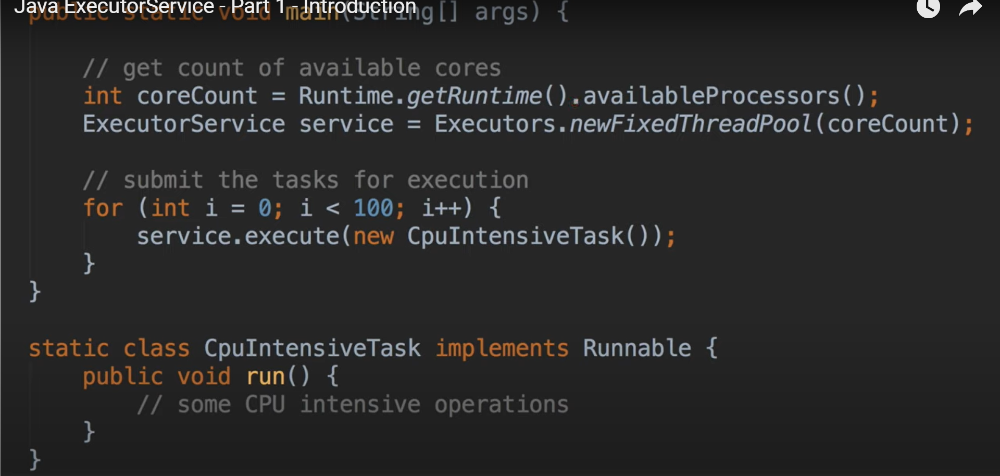 Java ExecutorService - Part 1 - Introduction
public static void main(String[] args) {
// get count of available cores
int coreCount = Runtime.getRuntime().availableProcessors();
ExecutorService service = Executors.newFixedThreadPool(coreCount);
// submit the tasks for execution
for (int i = 0; i < 100; i++) {
service.execute(new CpuIntensiveTask());
}
}
static class CpuIntensiveTask implements Runnable {
public void run() {
// some CPU intensive operations
}
}